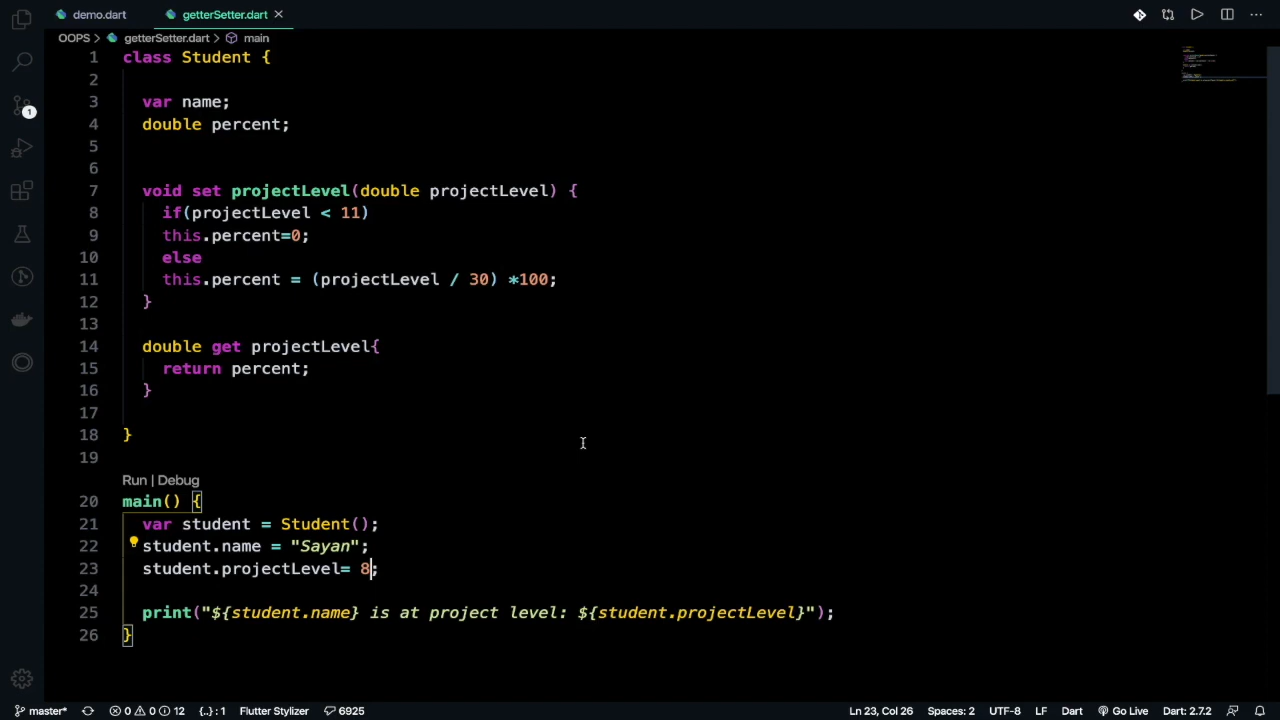 demo.dart
getterSetter.dart
OOPS > getterSetter.dart > main
1 class Student {
2
3 var name;
4 double percent;
5
6
7 void set projectLevel(double projectLevel) {
8 if(projectLevel < 11)
9 this.percent=0;
10 else
11 this.percent = (projectLevel / 30) *100;
12 }
13
14 double get projectLevel{
15 return percent;
16 }
17
18 }
19
Run | Debug
20 main() {
21 var student = Student();
22 student.name = "Sayan";
23 student.projectLevel= 8;
24
25 print("${student.name} is at project level: ${student.projectLevel}");
26 }
1
master* 0 0 12 {..}: 1 Flutter Stylizer 6925 Ln 23, Col 26 Spaces: 2 UTF-8 LF Dart Go Live Dart: 2.7.2